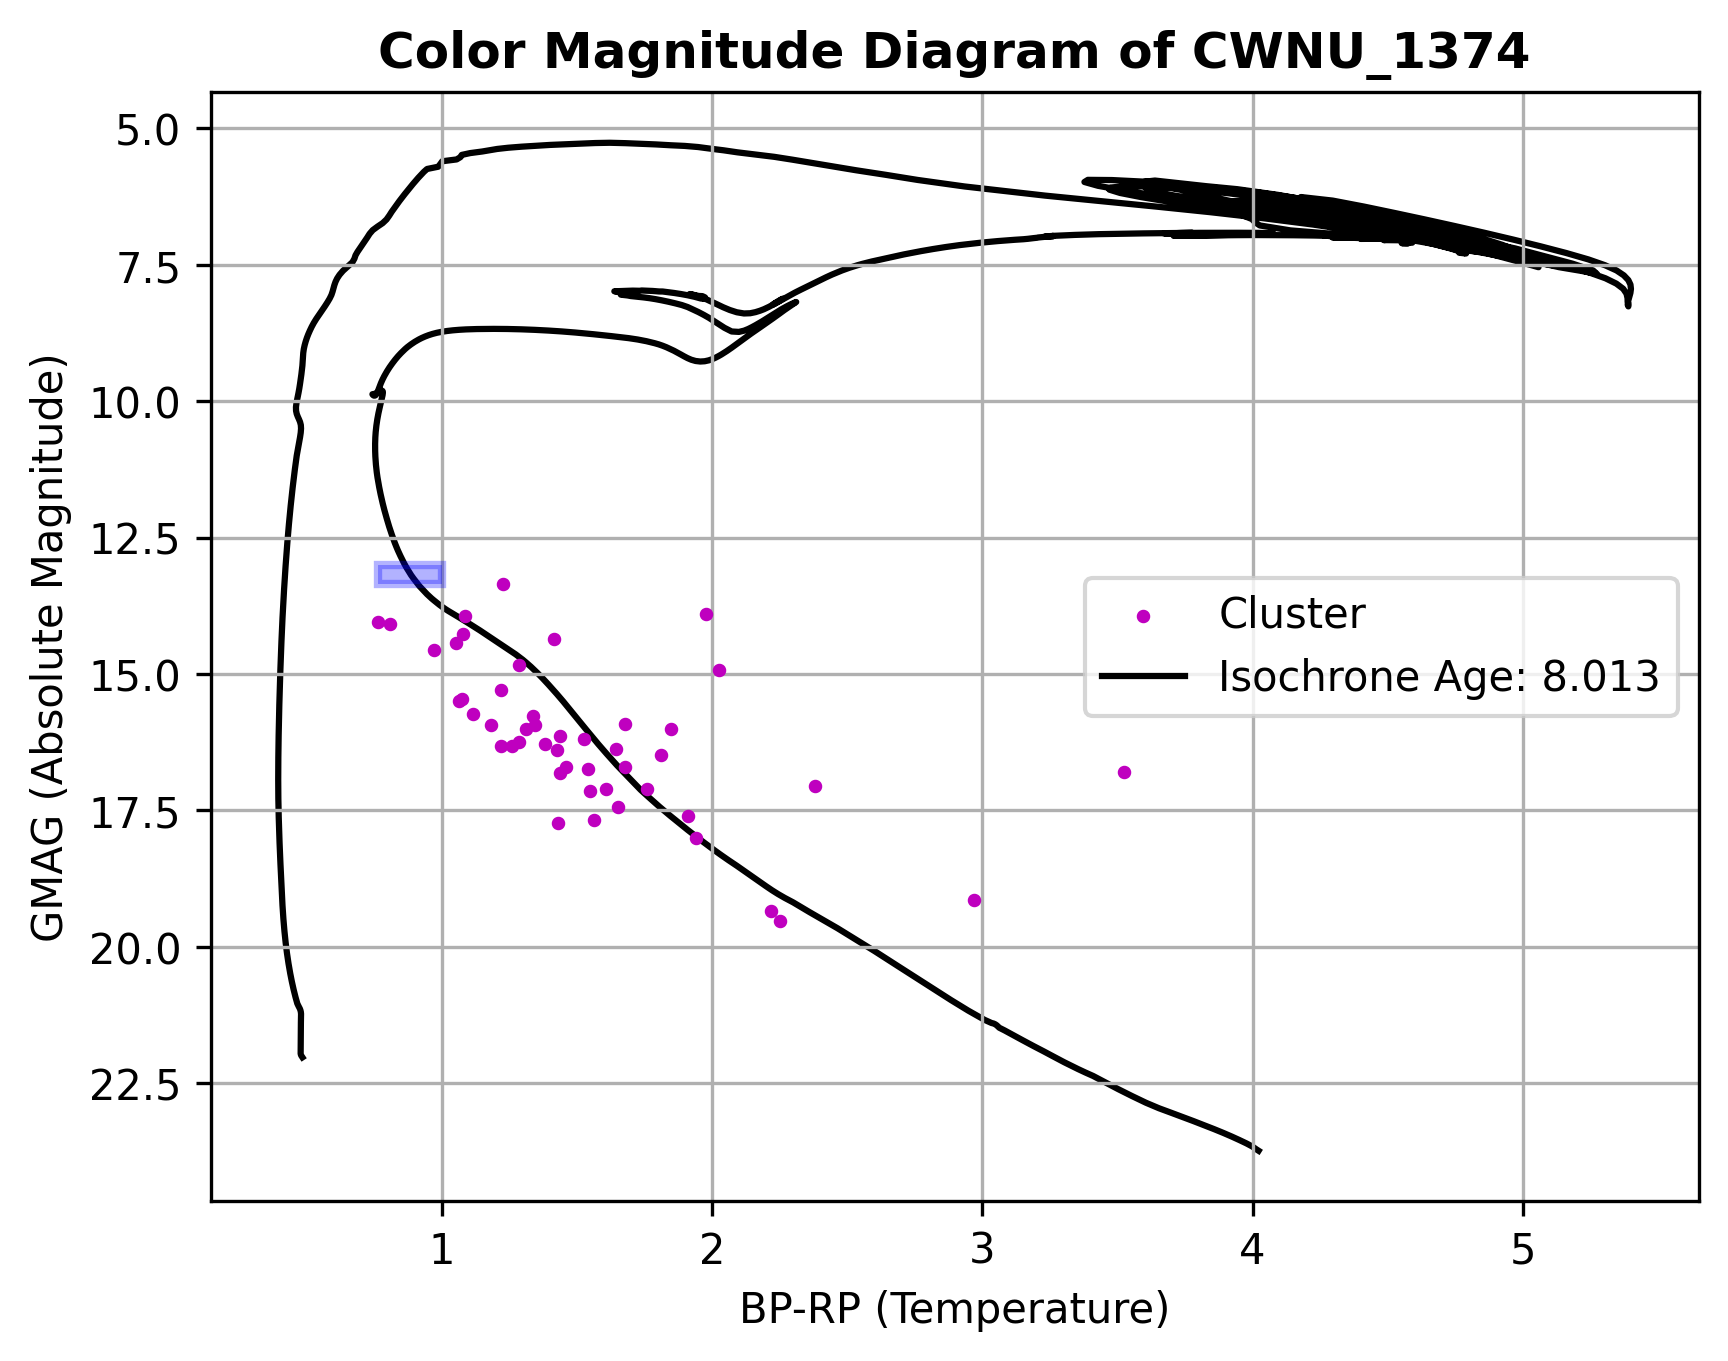 Color Magnitude Diagram of CWNU_1374
GMAG (Absolute Magnitude)
5.0
7.5
10.0
12.5
15.0
17.5
20.0
22.5
Cluster
Isochrone Age: 8.013
1
2
3
4
5
BP-RP (Temperature)